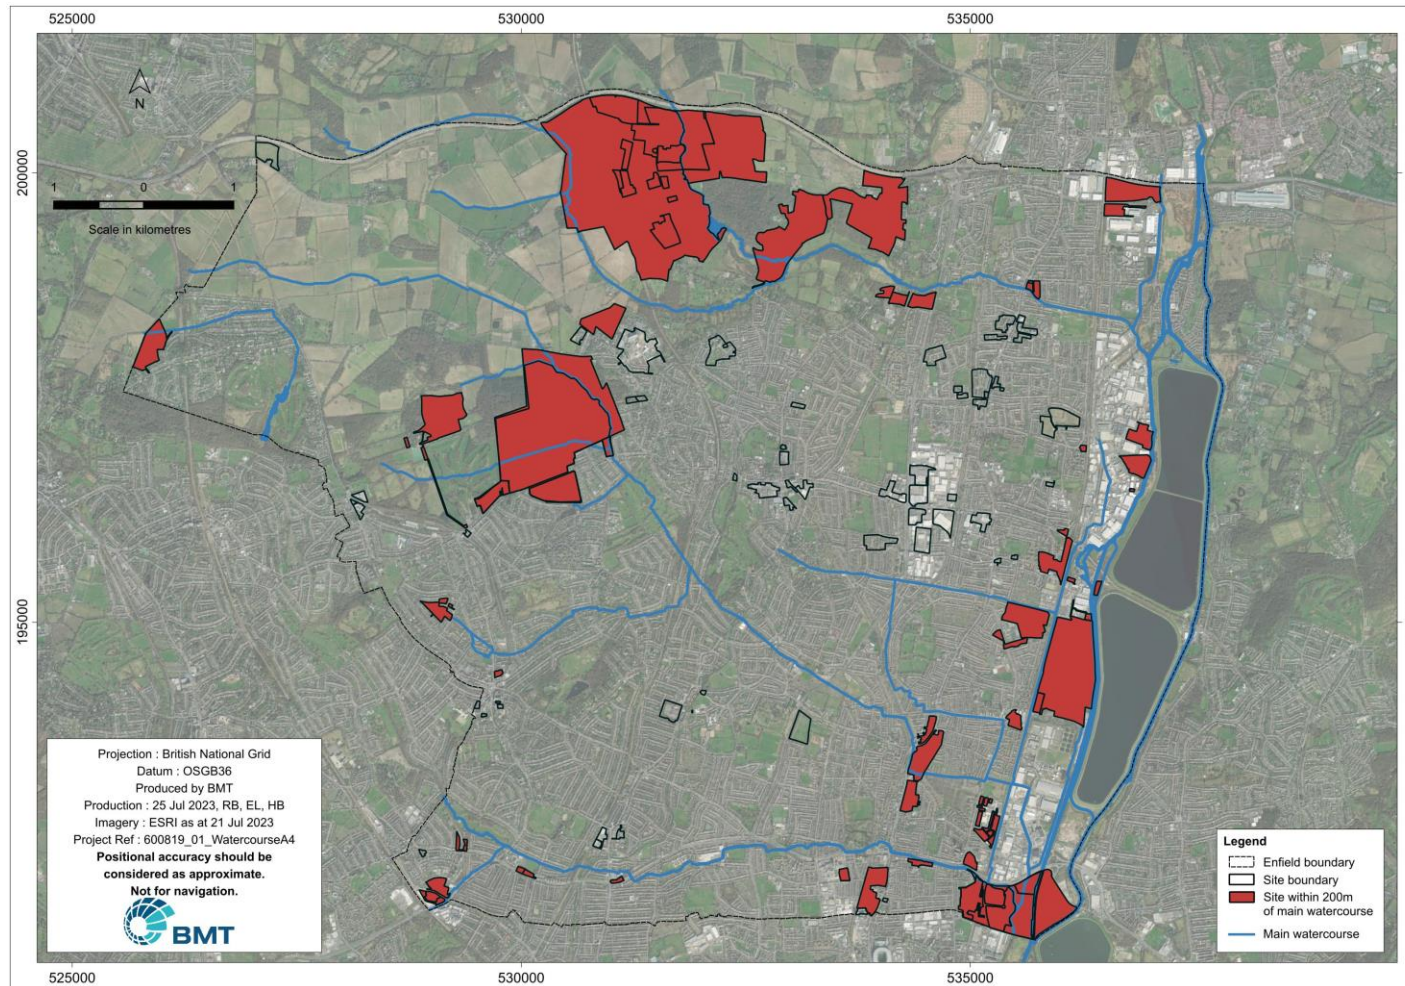 525000 530000 535000
200000
195000
N
1 0 1
Scale in kilometres
Projection : British National Grid
Datum : OSGB36
Produced by BMT
Production : 25 Jul 2023, RB, EL, HB
Imagery : ESRI as at 21 Jul 2023
Project Ref : 600819_01_WatercourseA4
Positional accuracy should be
considered as approximate.
Not for navigation.
BMT
Legend
Enfield boundary
Site boundary
Site within 200m
of main watercourse
Main watercourse
525000 530000 535000